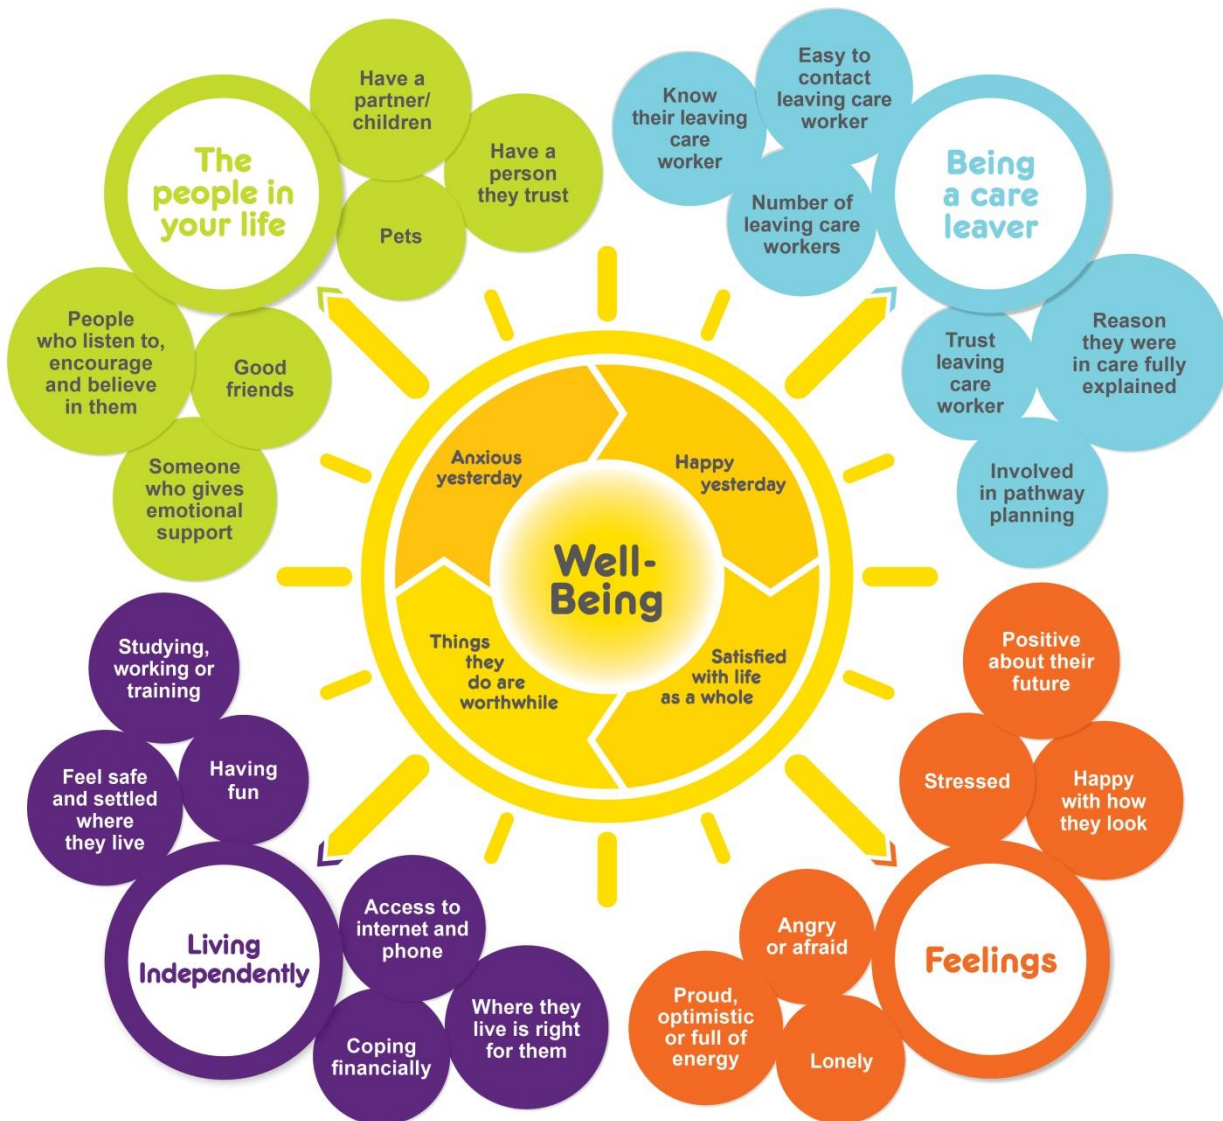 The
people in
your life
Have a
partner/
children
Have a
person
they trust
Pets
People
who listen to,
encourage
and believe
in them
Good
friends
Someone
who gives
emotional
support
Being
a care
leaver
Know
their leaving
care
worker
Easy to
contact
leaving care
worker
Number of
leaving care
workers
Trust
leaving
care
worker
Reason
they were
in care fully
explained
Involved
in pathway
planning
Well-
Being
Anxious
yesterday
Happy
yesterday
Things
they
do are
worthwhile
Satisfied
with life
as a whole
Studying,
working or
training
Feel safe
and settled
where
they live
Having
fun
Living
Independently
Access to
internet and
phone
Coping
financially
Where they
live is right
for them
Positive
about their
future
Stressed
Happy
with how
they look
Feelings
Angry
or afraid
Proud,
optimistic
or full of
energy
Lonely